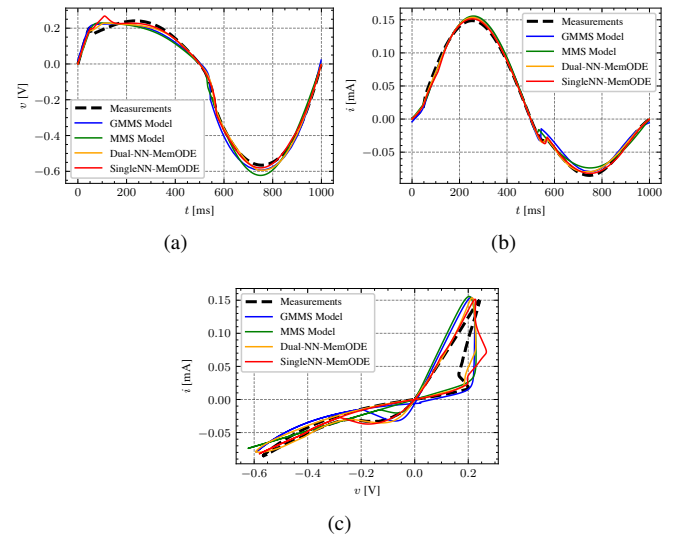 0.2
0.0
−0.2
−0.4
−0.6
v [V]
Measurements
GMMS Model
MMS Model
Dual-NN-MemODE
SingleNN-MemODE
0 200 400 600 800 1000
t [ms]
(a)
0.15
0.10
0.05
0.00
−0.05
i [mA]
Measurements
GMMS Model
MMS Model
Dual-NN-MemODE
SingleNN-MemODE
0 200 400 600 800 1000
t [ms]
(b)
0.15
0.10
0.05
0.00
−0.05
i [mA]
Measurements
GMMS Model
MMS Model
Dual-NN-MemODE
SingleNN-MemODE
−0.6 −0.4 −0.2 0.0 0.2
v [V]
(c)